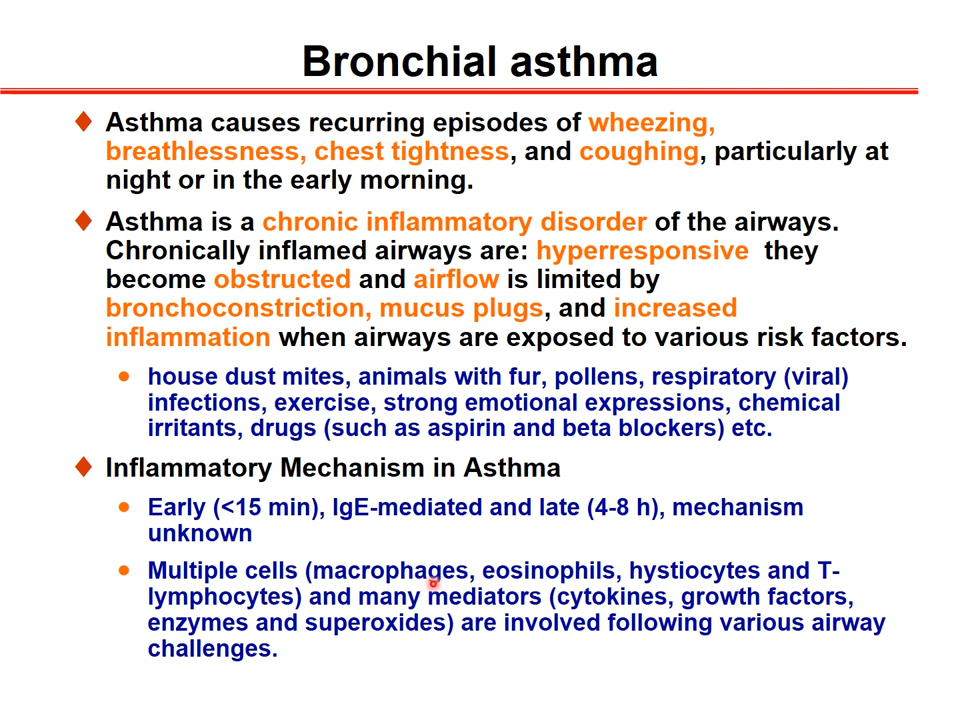 Bronchial asthma
Asthma causes recurring episodes of wheezing,
breathlessness, chest tightness, and coughing, particularly at
night or in the early morning.
Asthma is a chronic inflammatory disorder of the airways.
Chronically inflamed airways are: hyperresponsive they
become obstructed and airflow is limited by
bronchoconstriction, mucus plugs, and increased
inflammation when airways are exposed to various risk factors.
house dust mites, animals with fur, pollens, respiratory (viral)
infections, exercise, strong emotional expressions, chemical
irritants, drugs (such as aspirin and beta blockers) etc.
Inflammatory Mechanism in Asthma
Early (<15 min), IgE-mediated and late (4-8 h), mechanism
unknown
Multiple cells (macrophages, eosinophils, hystiocytes and T-
lymphocytes) and many mediators (cytokines, growth factors,
enzymes and superoxides) are involved following various airway
challenges.